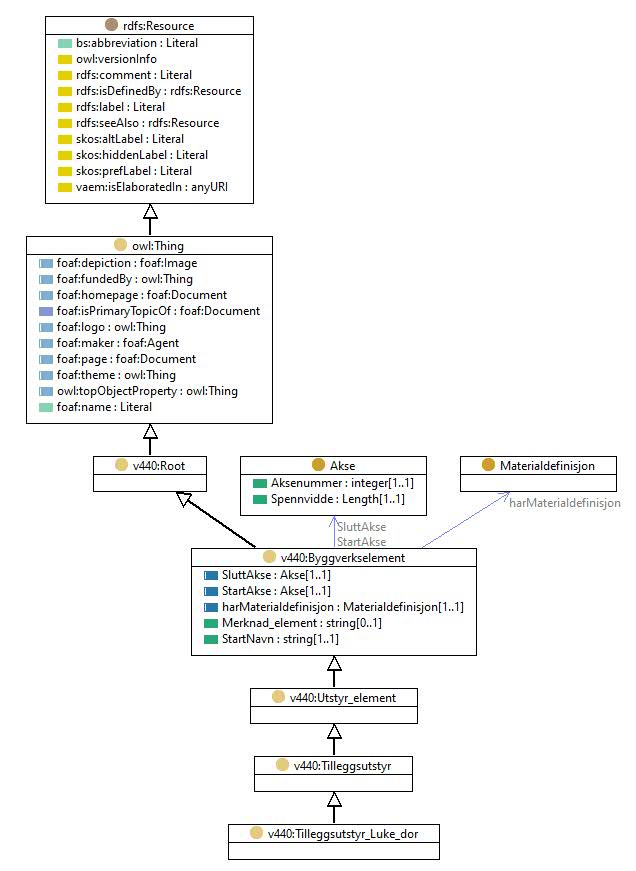 rdfs:Resource
bs:abbreviation : Literal
owl:versionInfo
rdfs:comment : Literal
rdfs:isDefinedBy : rdfs:Resource
rdfs:label : Literal
rdfs:seeAlso : rdfs:Resource
skos:altLabel : Literal
skos:hiddenLabel : Literal
skos:prefLabel : Literal
vaem:isElaboratedIn : anyURI
owl:Thing
foaf:depiction : foaf:Image
foaf:fundedBy : owl:Thing
foaf:homepage : foaf:Document
foaf:isPrimaryTopicOf : foaf:Document
foaf:logo : owl:Thing
foaf:maker : foaf:Agent
foaf:page : foaf:Document
foaf:theme : owl:Thing
owl:topObjectProperty : owl:Thing
foaf:name : Literal
v440:Root
Akse
Aksenummer : integer[1..1]
Spennvidde : Length[1..1]
Materialdefinisjon
harMaterialdefinisjon
SluttAkse
StartAkse
v440:Byggverkselement
SluttAkse : Akse[1..1]
StartAkse : Akse[1..1]
harMaterialdefinisjon : Materialdefinisjon[1..1]
Merknad_element : string[0..1]
StartNavn : string[1..1]
v440:Utstyr_element
v440:Tilleggsutstyr
v440:Tilleggsutstyr_Luke_dor